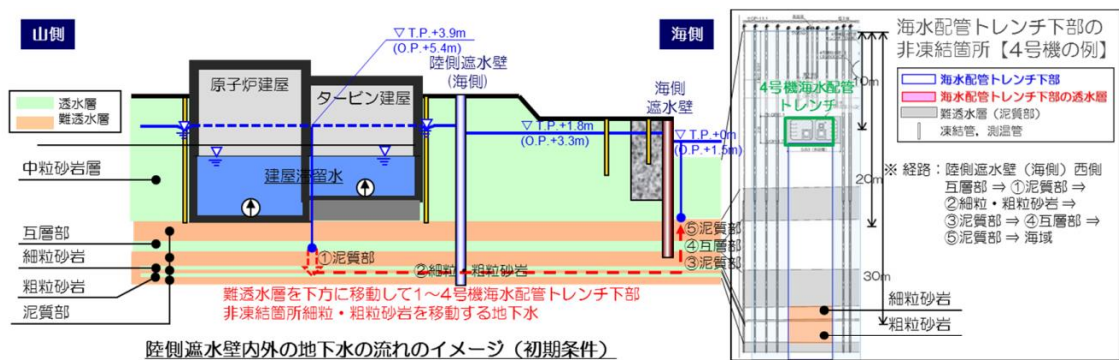 山側
▽T.P.+3.9m
(O.P.+5.4m)
海側
陸側遮水壁
(海側)
原子炉建屋
タービン建屋
海側
遮水壁
透水層
難透水層
▽T.P.+1.8m
(O.P.+3.3m)
▽T.P.+0m
(O.P.+1.5m)
建屋滞留水
中粒砂岩層
互層部
細粒砂岩
粗粒砂岩
泥質部
①泥質部
②細粒・粗粒砂岩
⑤泥質部
④互層部
③泥質部
難透水層を下方に移動して1～4号機海水配管トレンチ下部
非凍結箇所細粒・粗粒砂岩を移動する地下水
陸側遮水壁内外の地下水の流れのイメージ（初期条件）
海水配管トレンチ下部の
非凍結箇所【4号機の例】
10m
4号機海水配管
トレンチ
20m
30m
海水配管トレンチ下部
海水配管トレンチ下部の透水層
難透水層（泥質部）
凍結管，測温管
※ 経路：陸側遮水壁（海側）西側
互層部 ⇒ ①泥質部 ⇒
②細粒・粗粒砂岩 ⇒
③泥質部 ⇒ ④互層部 ⇒
⑤泥質部 ⇒ 海域
細粒砂岩
粗粒砂岩